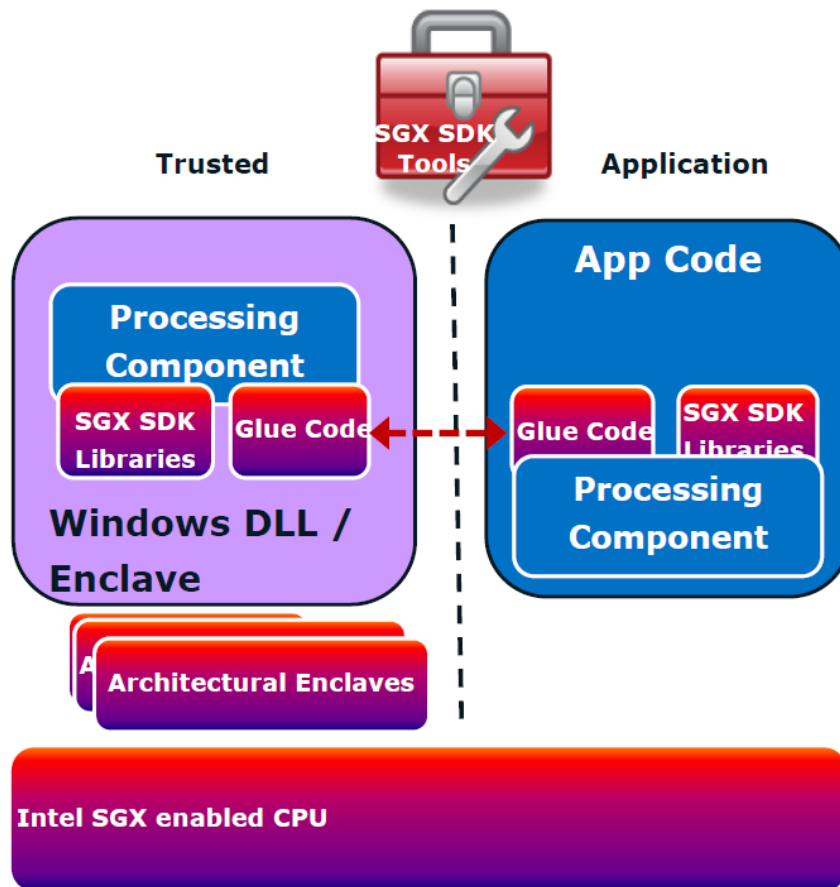 SGX SDK
Tools
Trusted
Application
App Code
Processing
Component
SGX SDK
Libraries
Glue Code
Glue Code
SGX SDK
Libraries
Processing
Component
Windows DLL /
Enclave
A
Architectural Enclaves
Intel SGX enabled CPU